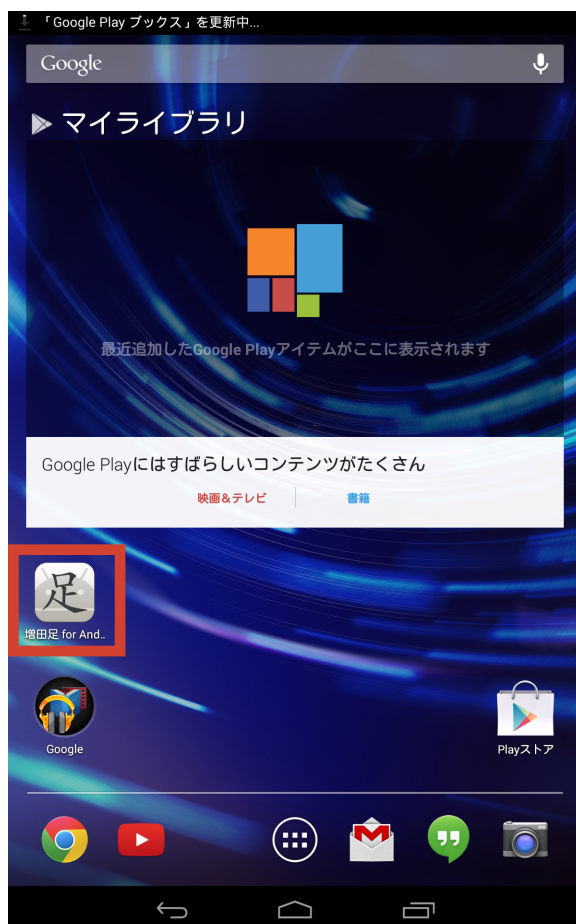 「Google Play ブックス」を更新中...
Google
マイライブラリ
最近追加したGoogle Playアイテムがここに表示されます
Google Playにはすばらしいコンテンツがたくさん
映画&テレビ
書籍
足
増田足 for And..
Google
Playストア